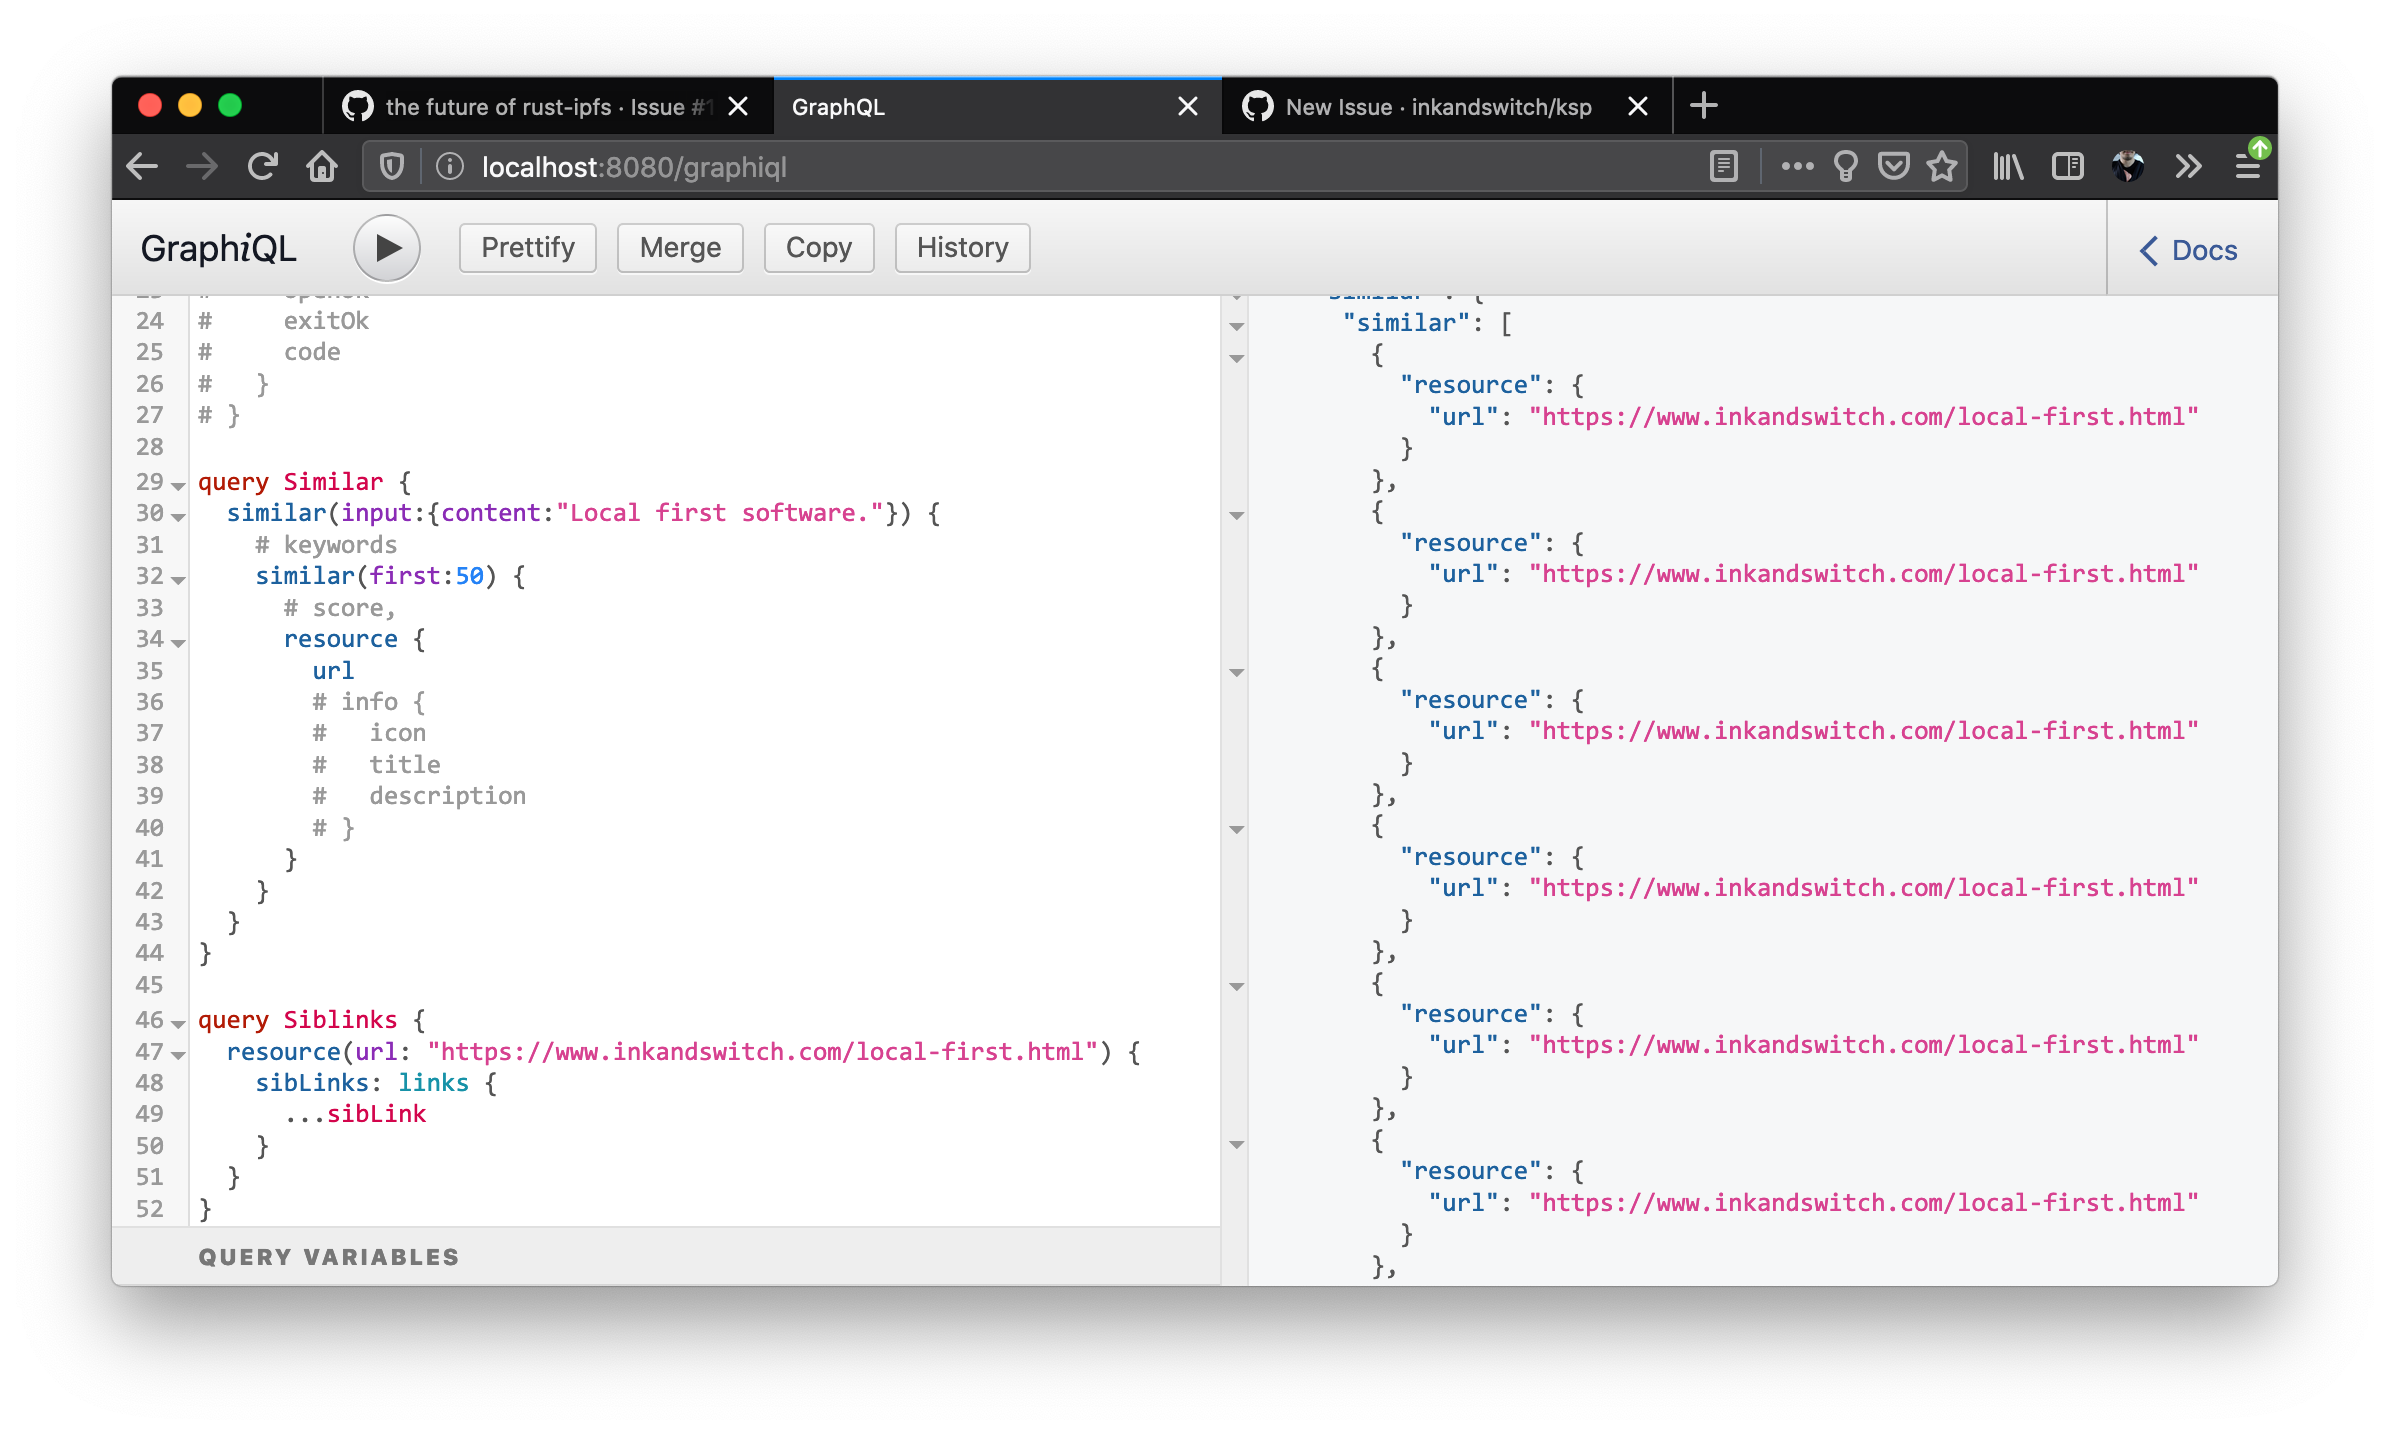 the future of rust-ipfs · Issue #1
GraphQL
New Issue · inkandswitch/ksp
localhost:8080/graphiql
GraphiQL
Prettify
Merge
Copy
History
Docs
24 #     exitOk
25 #     code
26 #   }
27 # }
28
29 query Similar {
30   similar(input:{content:"Local first software."}) {
31     # keywords
32     similar(first:50) {
33       # score,
34       resource {
35         url
36         # info {
37         #   icon
38         #   title
39         #   description
40         # }
41       }
42     }
43   }
44 }
45
46 query Siblinks {
47   resource(url: "https://www.inkandswitch.com/local-first.html") {
48     sibLinks: links {
49       ...sibLink
50     }
51   }
52 }
QUERY VARIABLES
"similar": {
"similar": [
{
"resource": {
"url": "https://www.inkandswitch.com/local-first.html"
}
},
{
"resource": {
"url": "https://www.inkandswitch.com/local-first.html"
}
},
{
"resource": {
"url": "https://www.inkandswitch.com/local-first.html"
}
},
{
"resource": {
"url": "https://www.inkandswitch.com/local-first.html"
}
},
{
"resource": {
"url": "https://www.inkandswitch.com/local-first.html"
}
},
{
"resource": {
"url": "https://www.inkandswitch.com/local-first.html"
}
},